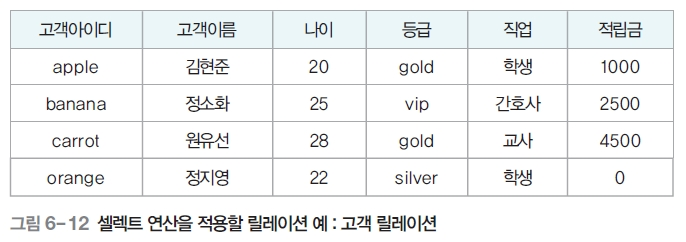 고객아이디 고객이름 나이 등급 직업 적립금
apple 김현준 20 gold 학생 1000
banana 정소화 25 vip 간호사 2500
carrot 원유선 28 gold 교사 4500
orange 정지영 22 silver 학생 0
그림 6-12 셀렉트 연산을 적용할 릴레이션 예 : 고객 릴레이션